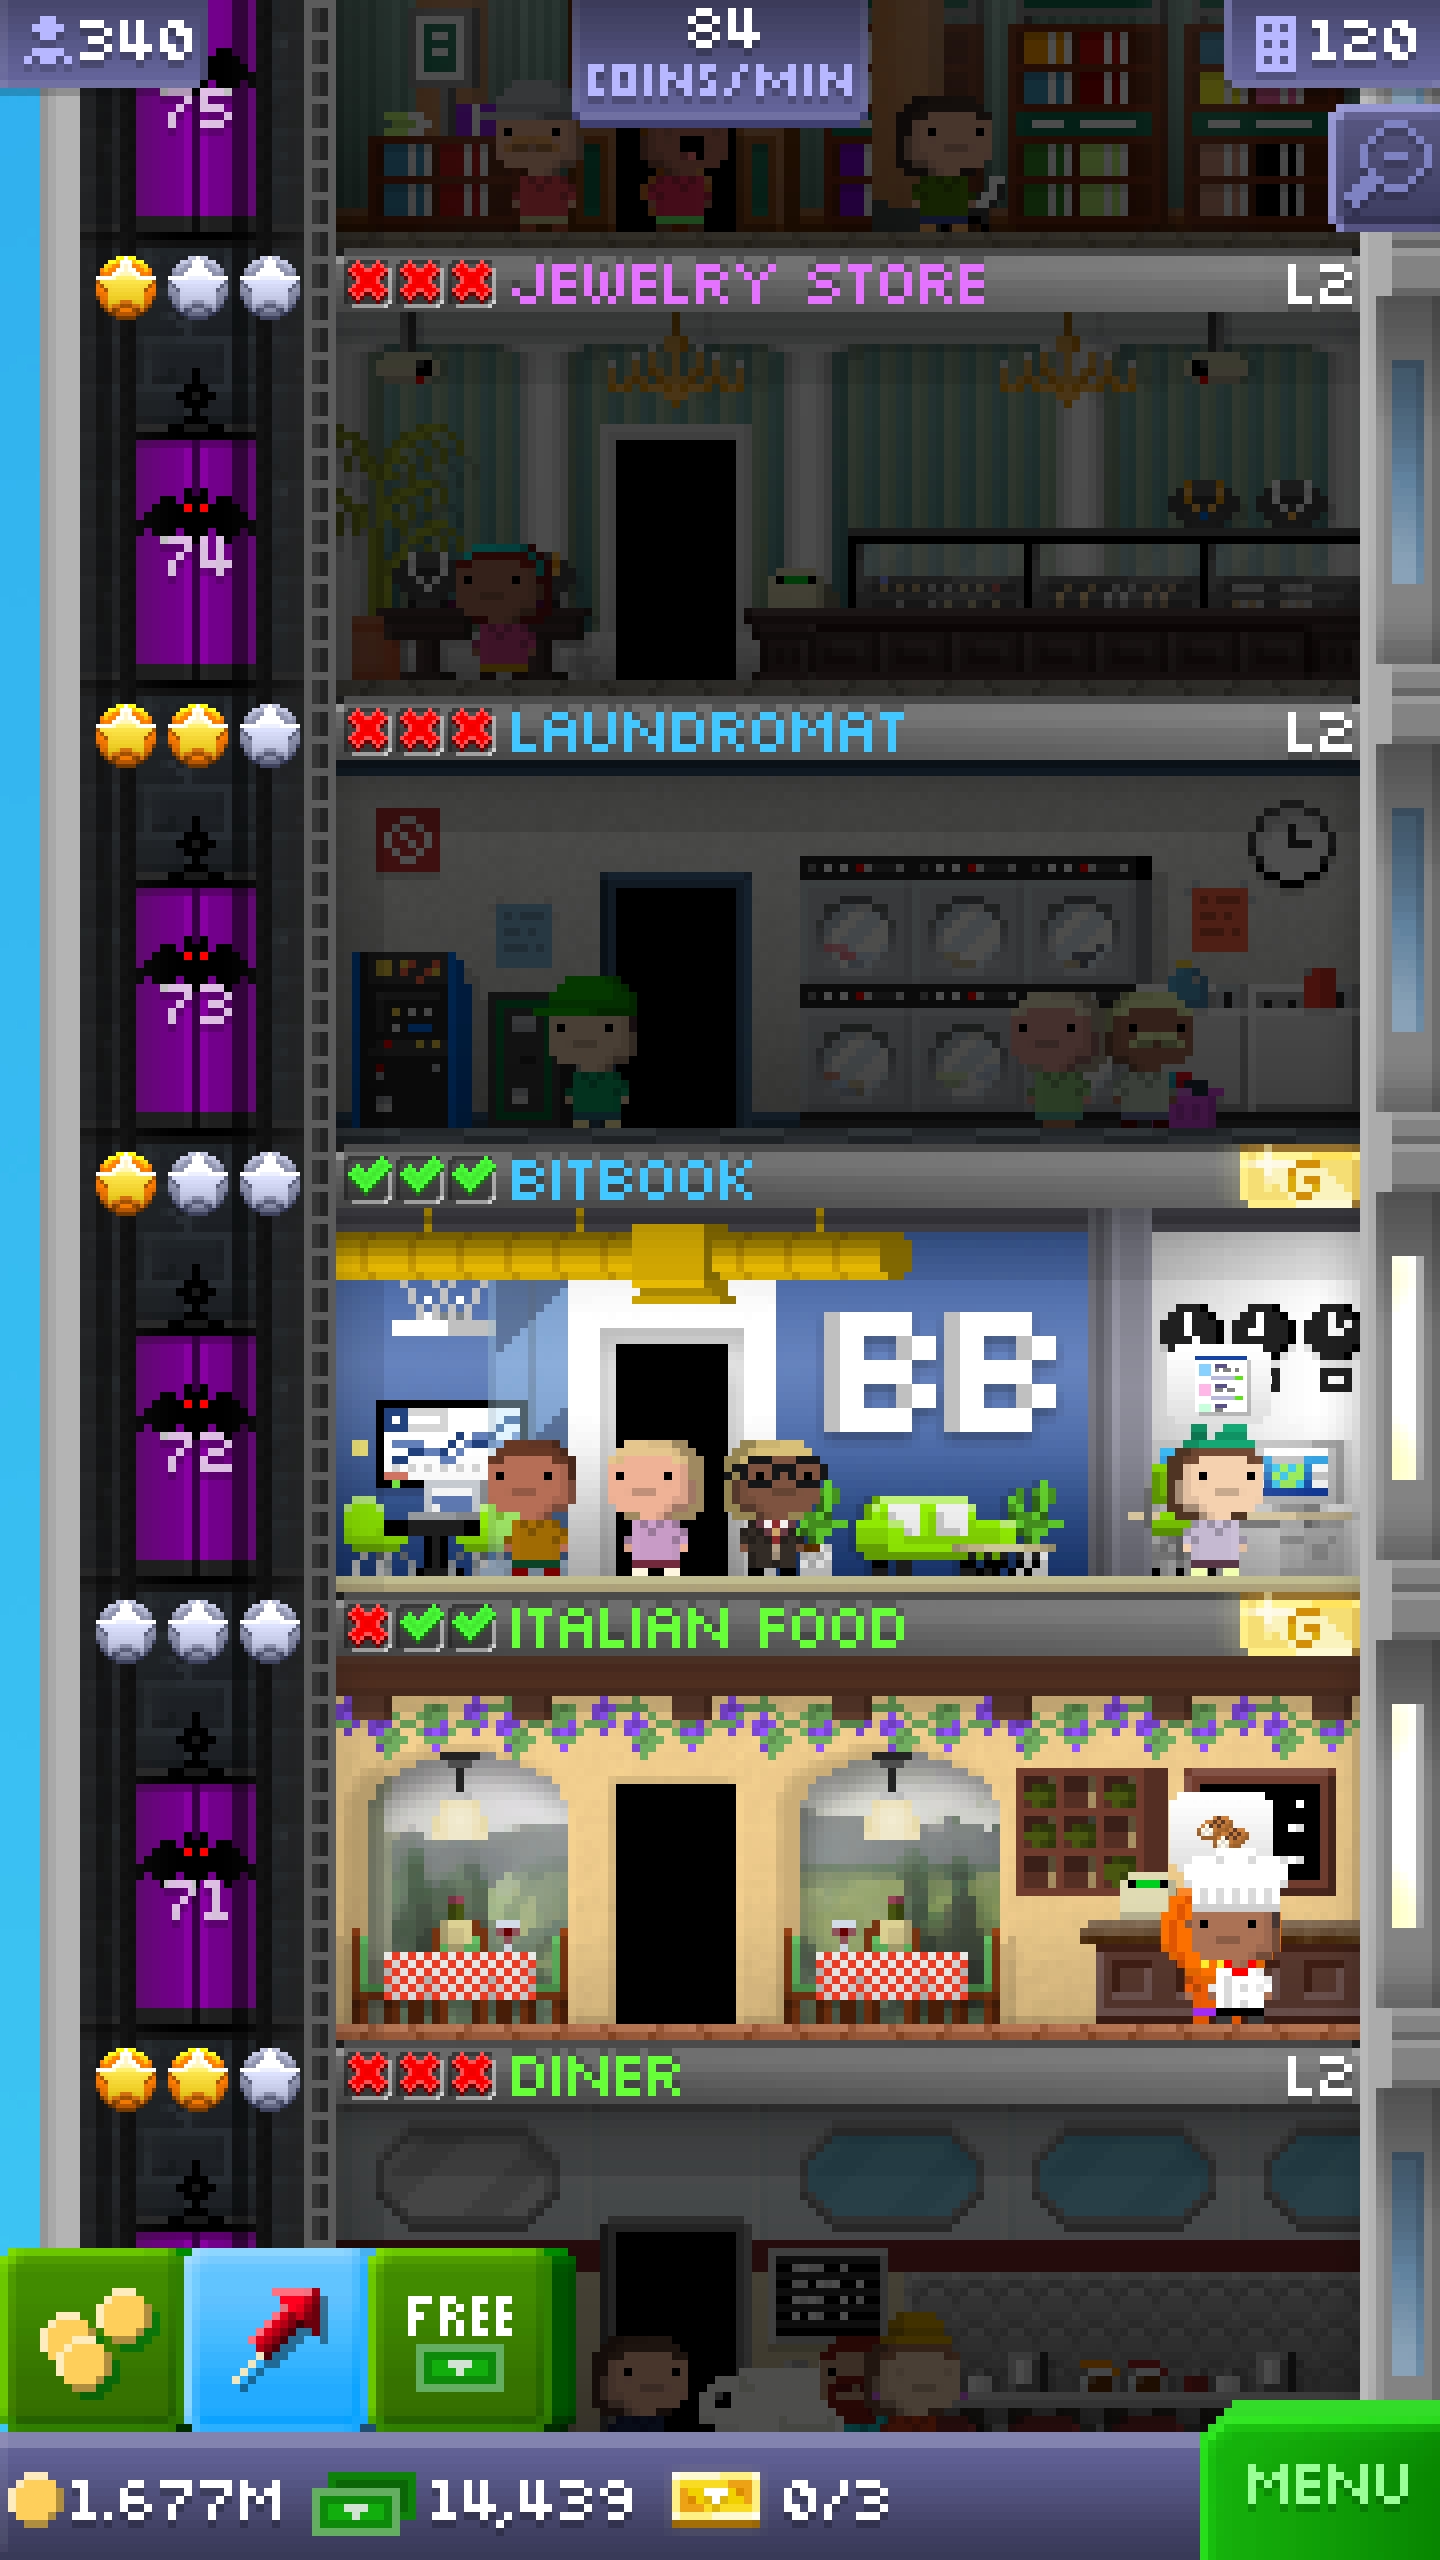 340
84
COINS/MIN
120
75
JEWELRY STORE
L2
74
LAUNDROMAT
L2
73
BITBOOK
G
BB
72
ITALIAN FOOD
G
71
DINER
L2
FREE
1.677M
14,439
0/3
MENU